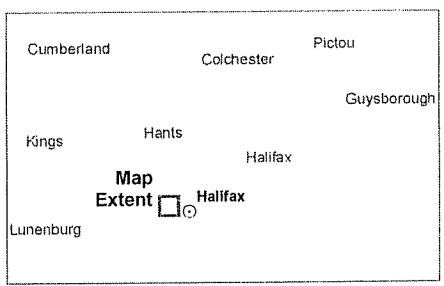 Cumberland
Colchester
Pictou
Guysborough
Kings
Hants
Halifax
Map
Extent
Halifax
Lunenburg